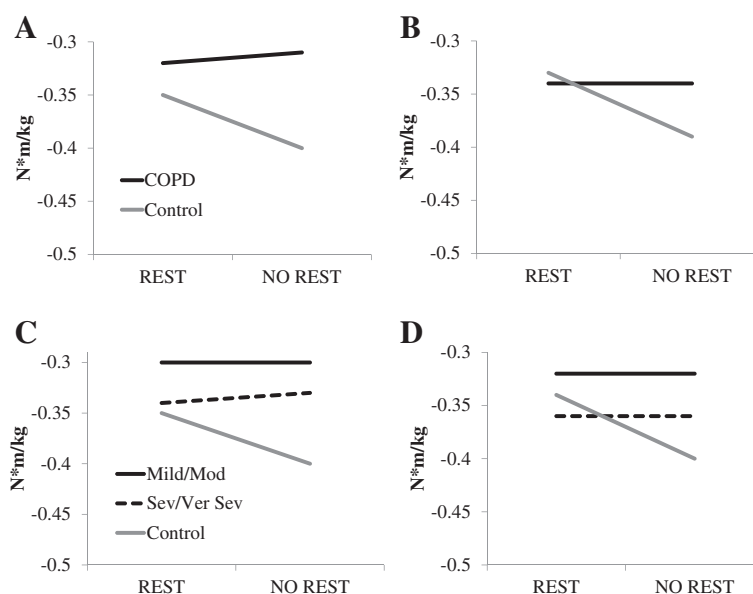 A
-0.3
-0.35
-0.4
-0.45
-0.5
N*m/kg
COPD
Control
REST
NO REST
B
-0.3
-0.35
-0.4
-0.45
-0.5
N*m/kg
REST
NO REST
C
-0.3
-0.35
-0.4
-0.45
-0.5
N*m/kg
Mild/Mod
Sev/Ver Sev
Control
REST
NO REST
D
-0.3
-0.35
-0.4
-0.45
-0.5
N*m/kg
REST
NO REST